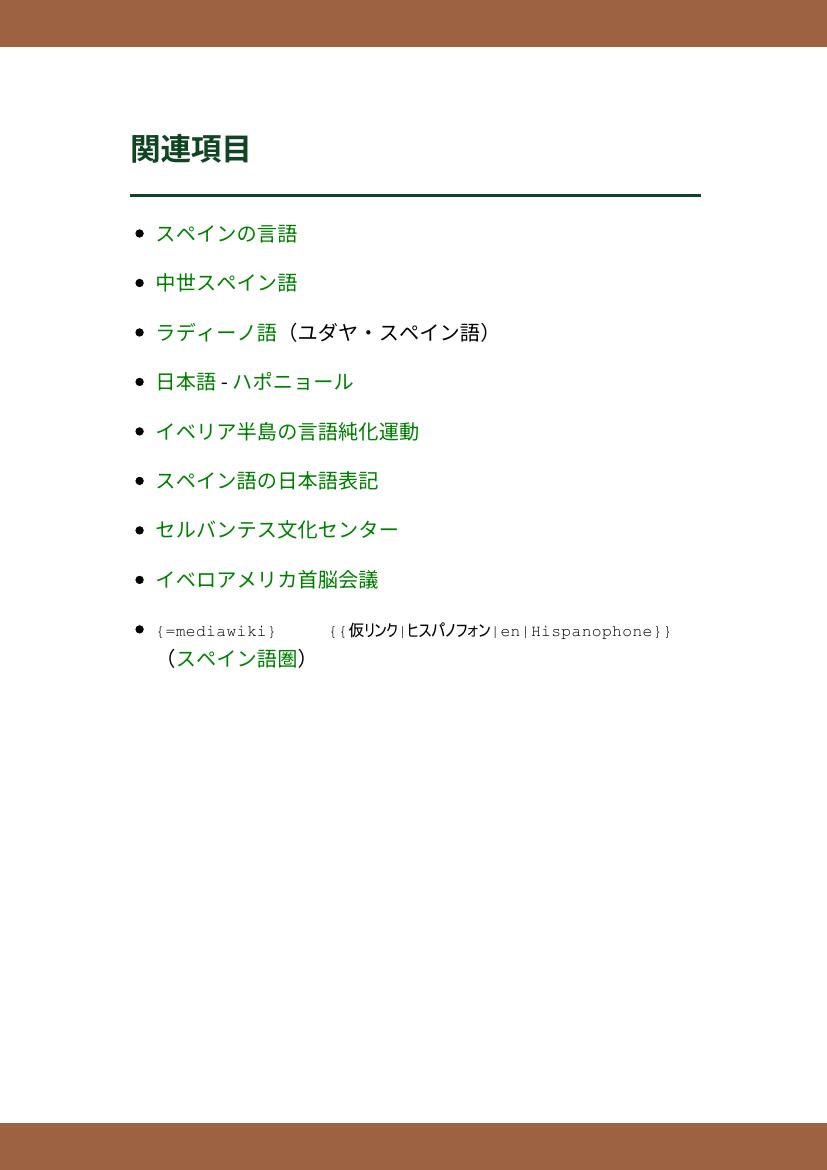 関連項目
スペインの言語
中世スペイン語
ラディーノ語（ユダヤ・スペイン語）
日本語 - ハポニョール
イベリア半島の言語純化運動
スペイン語の日本語表記
セルバンテス文化センター
イベロアメリカ首脳会議
{=mediawiki} {{仮リンク|ヒスパノフォン|en|Hispanophone}}
（スペイン語圏）